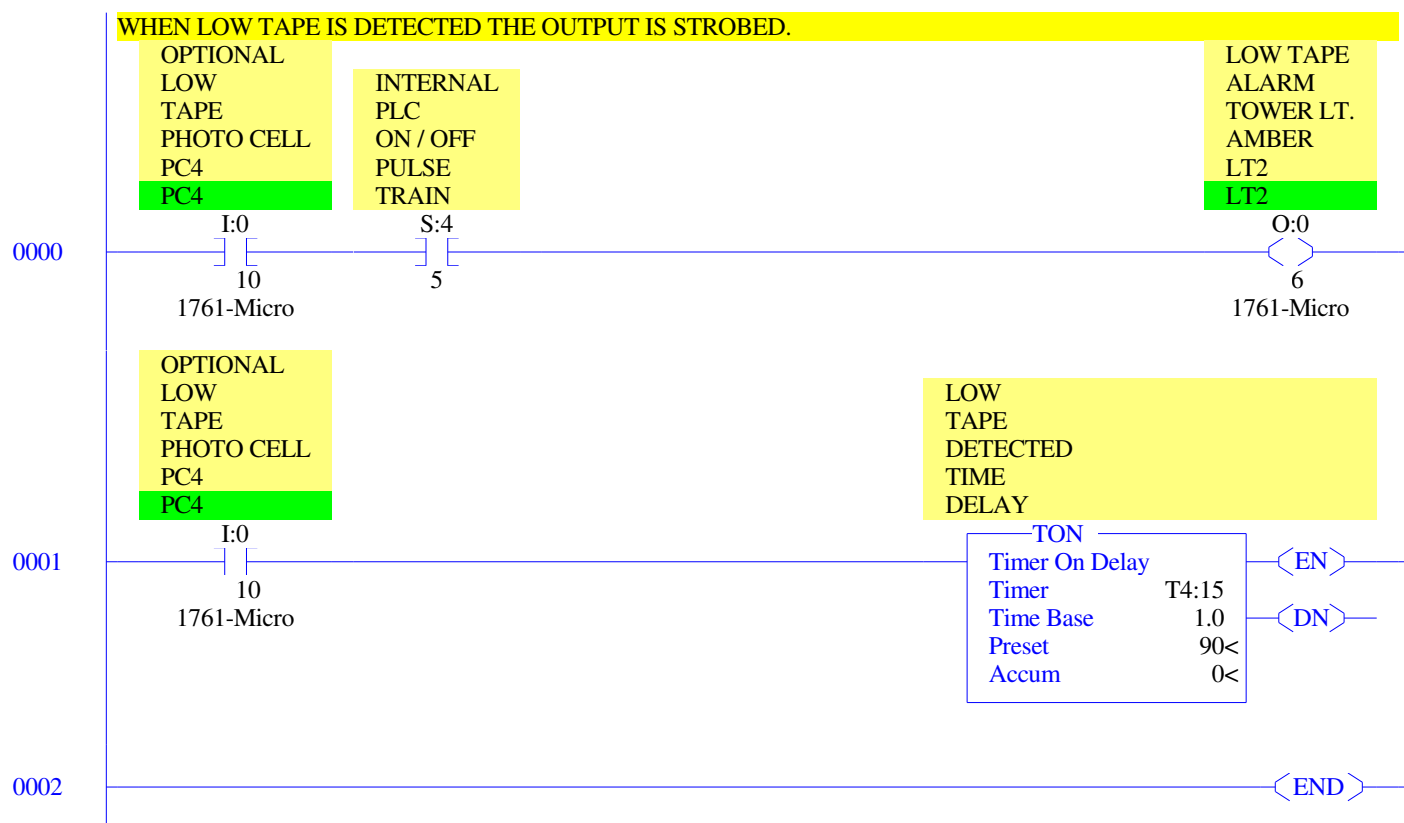 WHEN LOW TAPE IS DETECTED THE OUTPUT IS STROBED.
OPTIONAL
LOW
TAPE
PHOTO CELL
PC4
PC4
I:0
10
1761-Micro
INTERNAL
PLC
ON / OFF
PULSE
TRAIN
S:4
5
LOW TAPE
ALARM
TOWER LT.
AMBER
LT2
LT2
O:0
6
1761-Micro
0000
OPTIONAL
LOW
TAPE
PHOTO CELL
PC4
PC4
I:0
10
1761-Micro
LOW
TAPE
DETECTED
TIME
DELAY
TON
Timer On Delay
Timer T4:15
Time Base 1.0
Preset 90<
Accum 0<
EN
DN
0001
0002
END